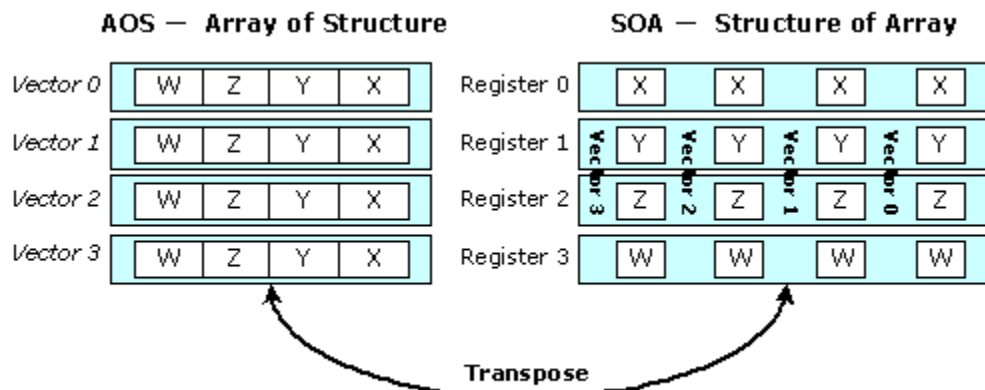 AOS — Array of Structure
SOA — Structure of Array
Vector 0 W Z Y X
Vector 1 W Z Y X
Vector 2 W Z Y X
Vector 3 W Z Y X
Register 0 X X X X
Register 1 Y Y Y Y
Register 2 Z Z Z Z
Register 3 W W W W
Vector 3
Vector 2
Vector 1
Vector 0
Transpose